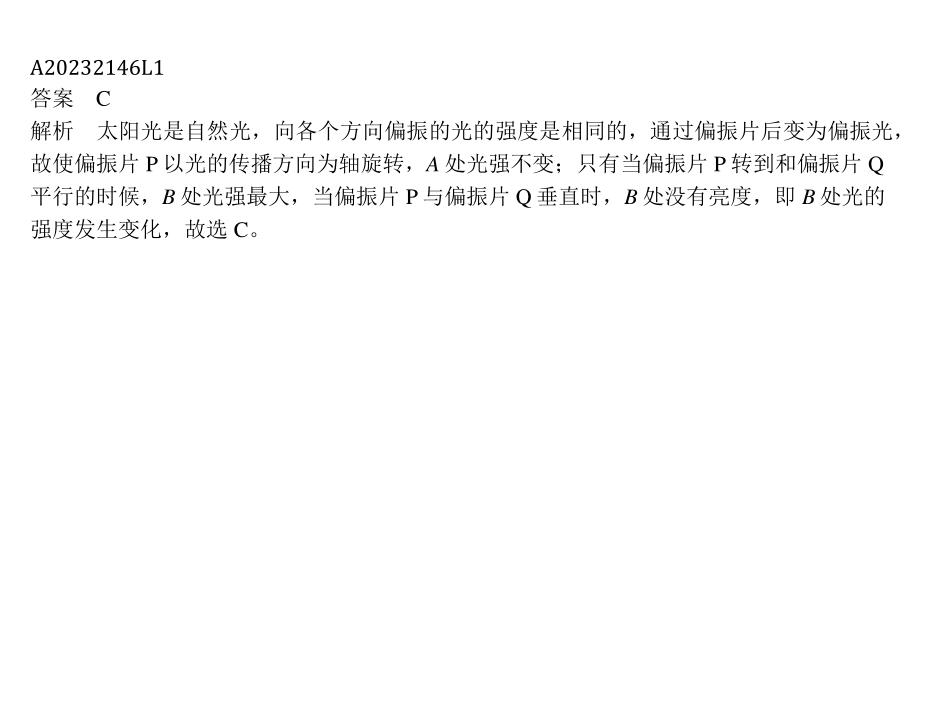 A20232146L1
答案 C
解析 太阳光是自然光，向各个方向偏振的光的强度是相同的，通过偏振片后变为偏振光，
故使偏振片 P 以光的传播方向为轴旋转，A 处光强不变；只有当偏振片 P 转到和偏振片 Q
平行的时候，B 处光强最大，当偏振片 P 与偏振片 Q 垂直时，B 处没有亮度，即 B 处光的
强度发生变化，故选 C。